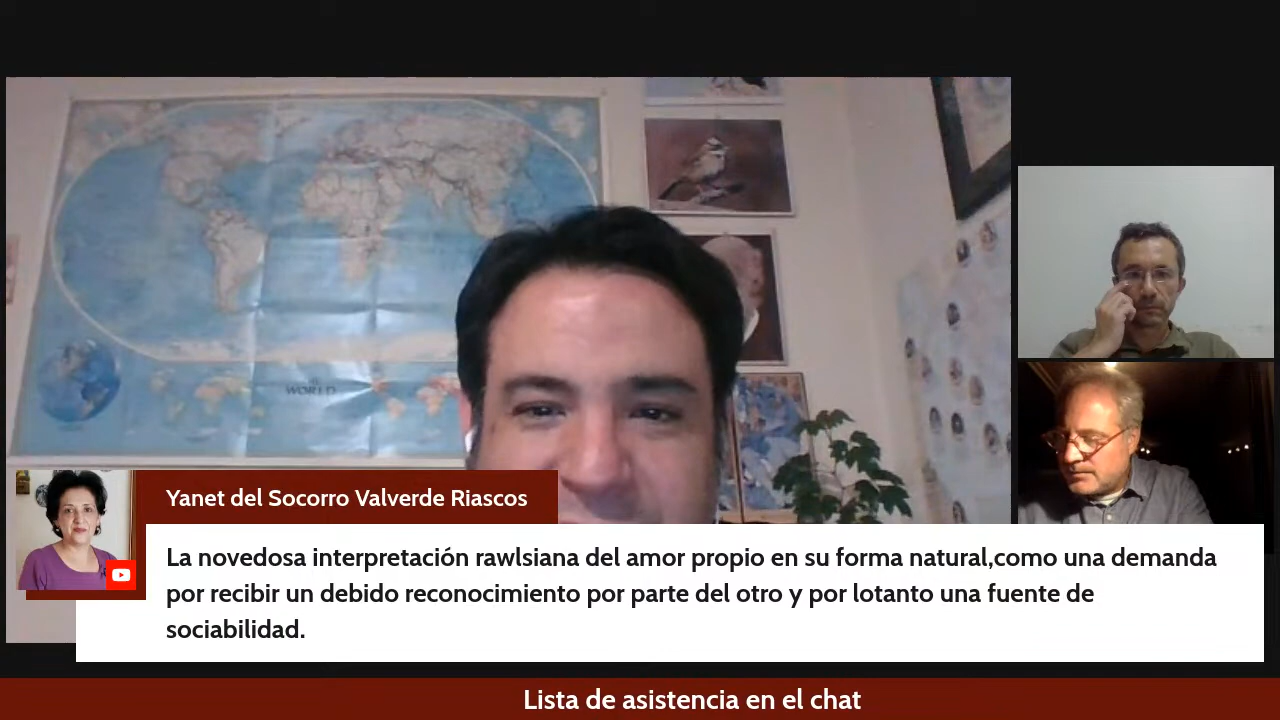 WORLD
Yanet del Socorro Valverde Riascos
La novedosa interpretación rawlsiana del amor propio en su forma natural,como una demanda
por recibir un debido reconocimiento por parte del otro y por lotanto una fuente de
sociabilidad.
Lista de asistencia en el chat